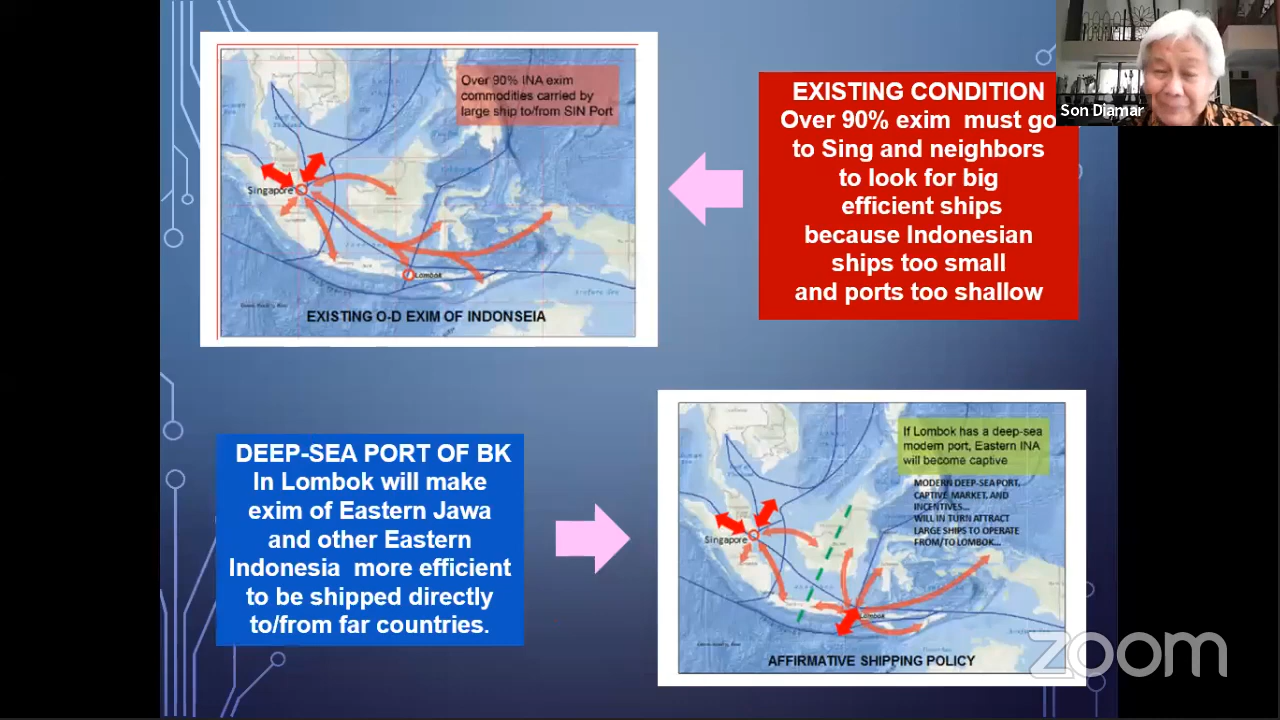 Over 90% INA exim
commodities carried by
large ship to/from SIN Port
Singapore
Lombok
EXISTING O-D EXIM OF INDONSEIA
EXISTING CONDITION
Over 90% exim must go
to Sing and neighbors
to look for big
efficient ships
because Indonesian
ships too small
and ports too shallow
Son Diamar
DEEP-SEA PORT OF BK
In Lombok will make
exim of Eastern Jawa
and other Eastern
Indonesia more efficient
to be shipped directly
to/from far countries.
If Lombok has a deep-sea
modern port, Eastern INA
will become captive
MODERN DEEP-SEA PORT,
CAPTIVE MARKET, AND
INCENTIVES...
WILL IN TURN ATTRACT
LARGE SHIPS TO OPERATE
FROM/TO LOMBOK...
Singapore
Lombok
AFFIRMATIVE SHIPPING POLICY
zoom